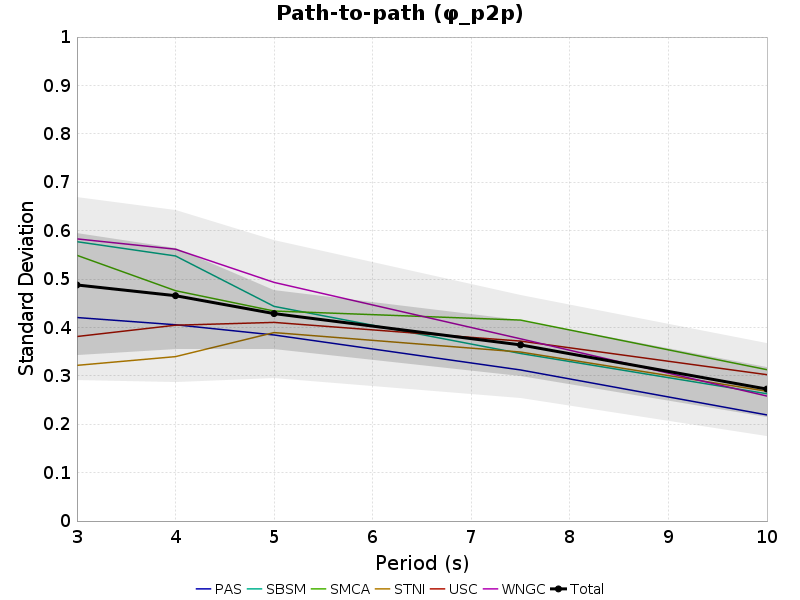 Path-to-path (φ_p2p)
1
0.9
0.8
0.7
0.6
0.5
0.4
0.3
0.2
0.1
0
Standard Deviation
3 4 5 6 7 8 9 10
Period (s)
PAS SBSM SMCA STNI USC WNGC Total